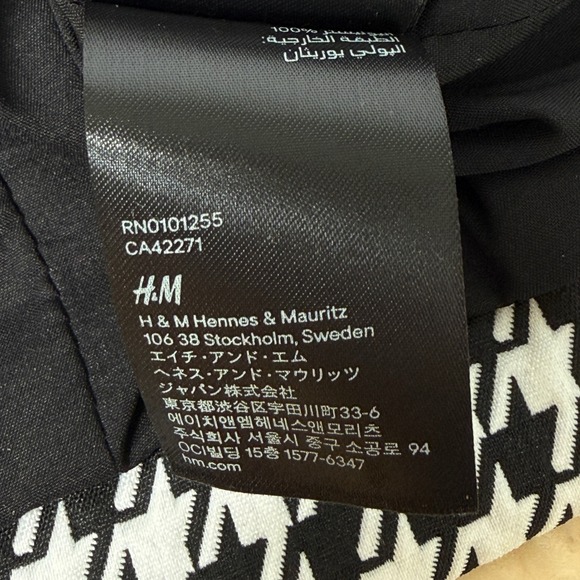 100% البوليستر
الطبقة الخارجية:
البولي يوريثان
RN0101255
CA42271
H&M
H & M Hennes & Mauritz
106 38 Stockholm, Sweden
エイチ・アンド・エム
ヘネス・アンド・マウリッツ
ジャパン株式会社
東京都渋谷区宇田川町33-6
에이치앤엠헤네스앤모리츠
주식회사 서울시 중구 소공로 94
OCI빌딩 15층 1577-6347
hm.com